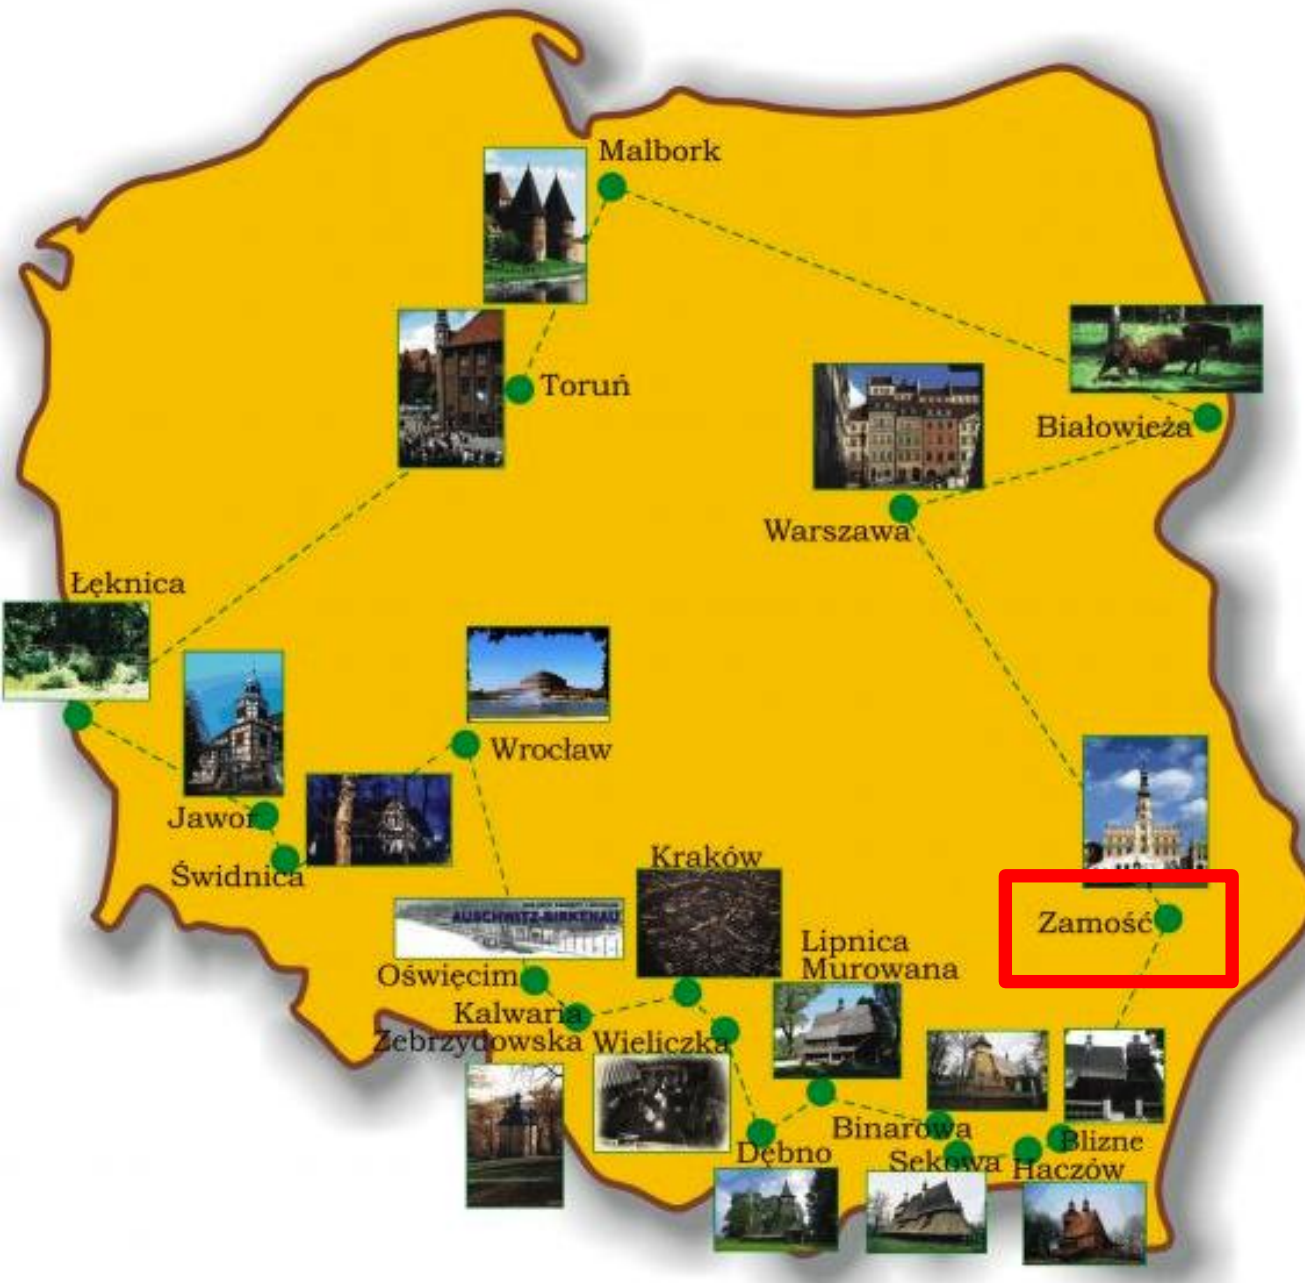 Malbork
Toruń
Białowieża
Warszawa
Łęknica
Wrocław
Jawor
Świdnica
Kraków
AUSCHWITZ-BIRKENAU
Zamość
Lipnica
Murowana
Oświęcim
Kalwaria
Zebrzydowska
Wieliczka
Binarowa
Dębno
Sękowa
Haczów
Blizne